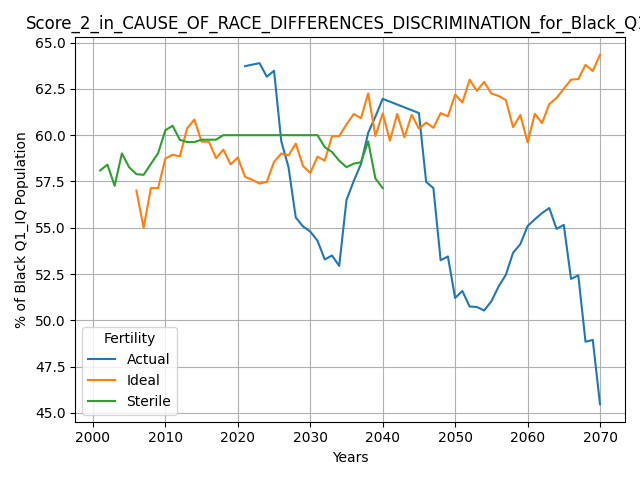 Score_2_in_CAUSE_OF_RACE_DIFFERENCES_DISCRIMINATION_for_Black_Q1
65.0
62.5
60.0
57.5
55.0
52.5
50.0
47.5
45.0
% of Black Q1_IQ Population
Fertility
Actual
Ideal
Sterile
2000 2010 2020 2030 2040 2050 2060 2070
Years